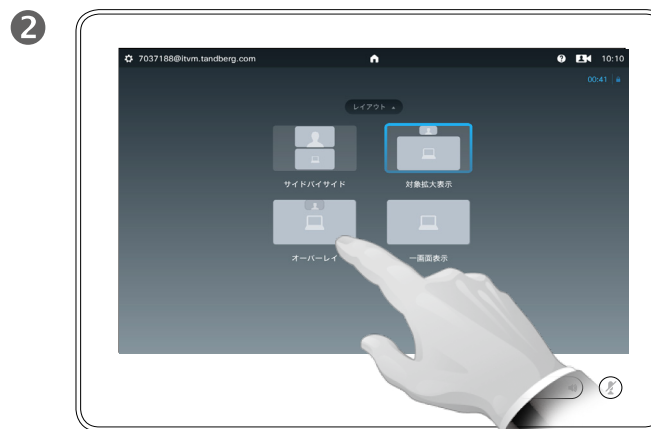 2
7037188@itvm.tandberg.com
? 10:10
00:41
レイアウト
サイドバイサイド 対象拡大表示
オーバーレイ 一画面表示